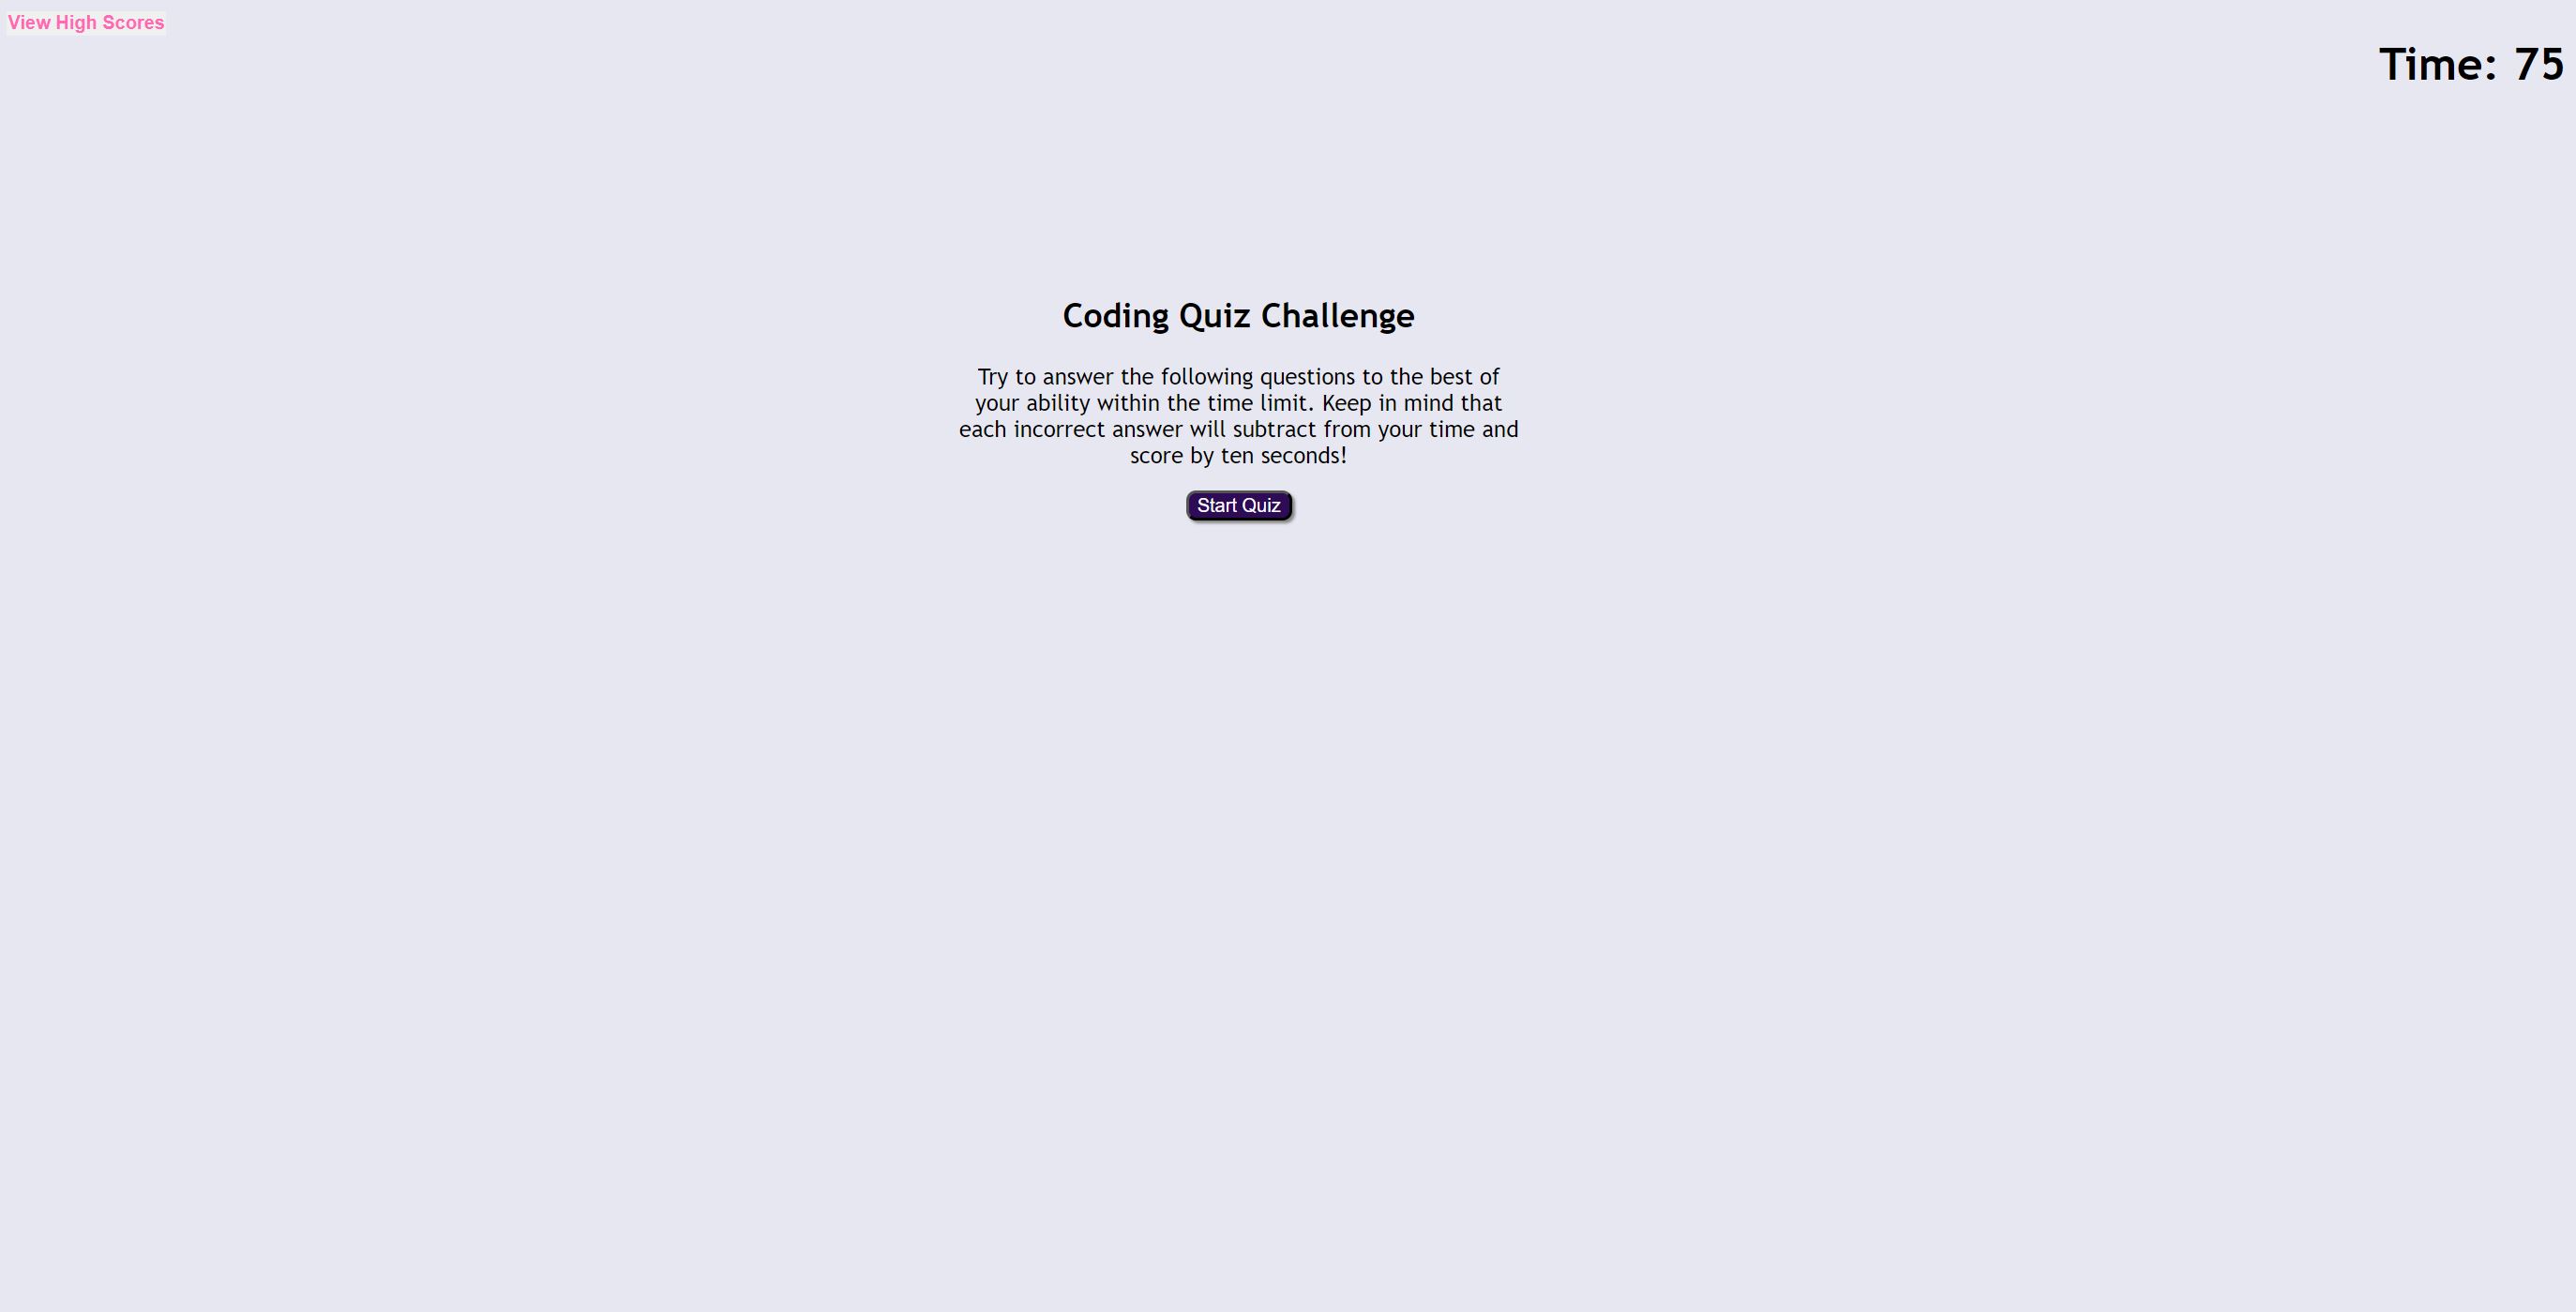 View High Scores
Time: 75
Coding Quiz Challenge
Try to answer the following questions to the best of
your ability within the time limit. Keep in mind that
each incorrect answer will subtract from your time and
score by ten seconds!
Start Quiz